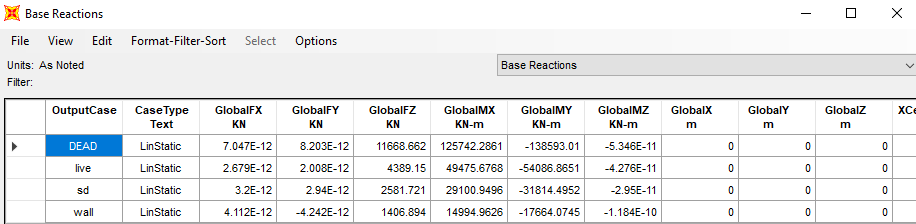 Base Reactions
File View Edit Format-Filter-Sort Select Options
Units: As Noted
Base Reactions
Filter:
OutputCase CaseType GlobalFX GlobalFY GlobalFZ GlobalMX GlobalMY GlobalMZ GlobalX GlobalY GlobalZ XCe
Text KN KN KN KN-m KN-m KN-m m m m
DEAD LinStatic 7.047E-12 8.203E-12 11668.662 125742.2861 -138593.01 -5.346E-11 0 0 0
live LinStatic 2.679E-12 2.008E-12 4389.15 49475.6768 -54086.8651 -4.276E-11 0 0 0
sd LinStatic 3.2E-12 2.94E-12 2581.721 29100.9496 -31814.4952 -2.95E-11 0 0 0
wall LinStatic 4.112E-12 -4.242E-12 1406.894 14994.9626 -17664.0745 -1.184E-10 0 0 0